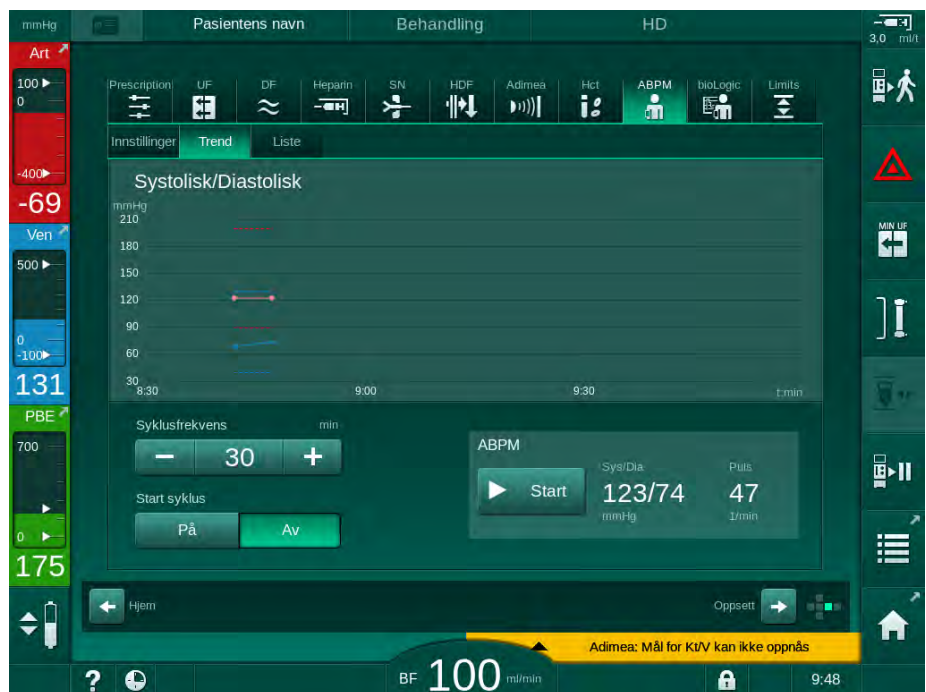 mmHg
Pasientens navn
Behandling
HD
3,0 ml/t
Art
100
0
-400
-69
Ven
500
0
-100
131
PBE
700
0
175
Prescription UF DF Heparin SN HDF Adimea Hct ABPM bioLogic Limits
Innstillinger Trend Liste
Systolisk/Diastolisk
mmHg
210
180
150
120
90
60
30
8:30 9:00 9:30 t:min
Syklusfrekvens min
30
Start syklus
På Av
ABPM
Start
Sys/Dia
123/74
mmHg
Puls
47
1/min
MIN UF
Hjem
Oppsett
Adimea: Mål for Kt/V kan ikke oppnås
? BF 100 ml/min 9:48